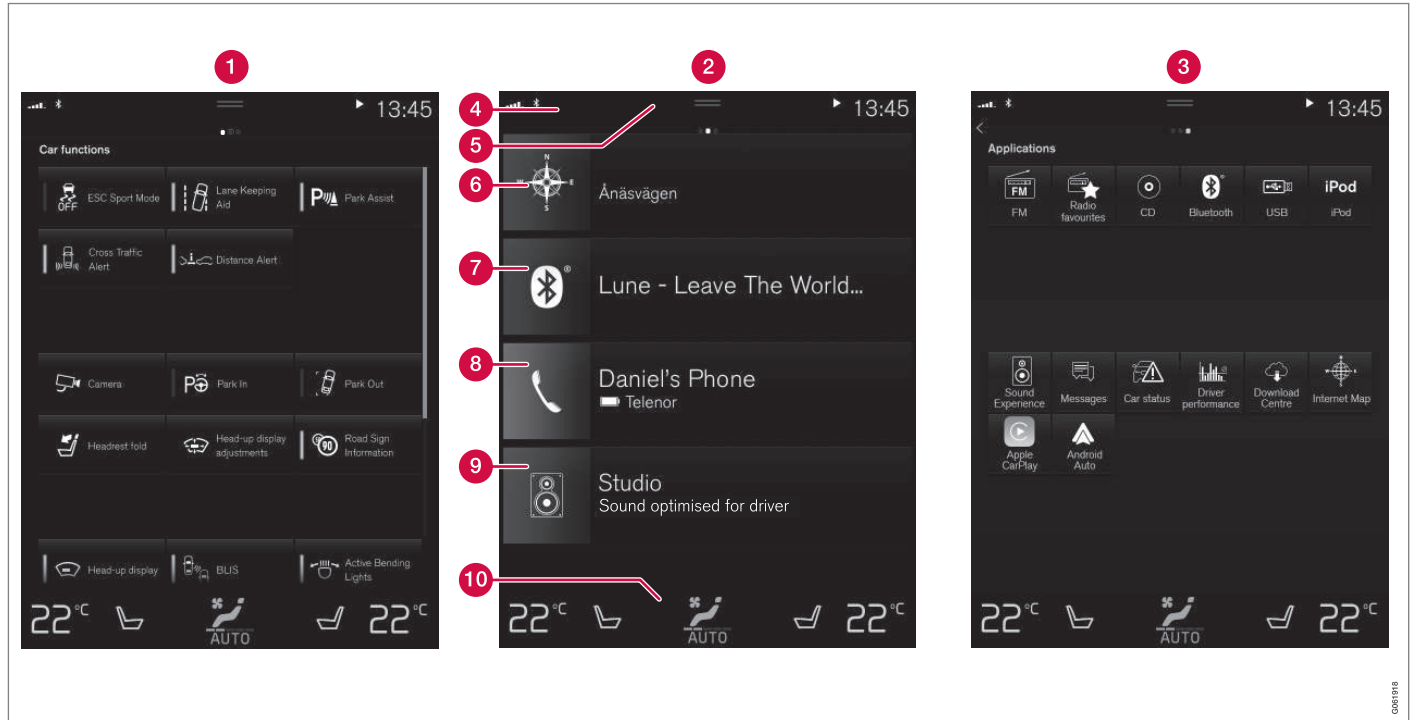 1
2
3
13:45
Car functions
ESC Sport Mode
OFF
Lane Keeping
Aid
P
Park Assist
Cross Traffic
Alert
Distance Alert
Camera
P
Park In
Park Out
Headrest fold
Head-up display
adjustments
90
Road Sign
Information
Head-up display
BLIS
Active Bending
Lights
22°C
AUTO
22°C
4
13:45
5
6
N
W
E
S
Ånäsvägen
7
®
Lune - Leave The World...
8
Daniel's Phone
Telenor
9
Studio
Sound optimised for driver
10
22°C
AUTO
22°C
13:45
Applications
FM
FM
Radio
favourites
CD
Bluetooth
USB
iPod
iPod
Sound
Experience
Messages
Car status
Driver
performance
Download
Centre
Internet Map
Apple
CarPlay
Android
Auto
22°C
AUTO
22°C
G061918